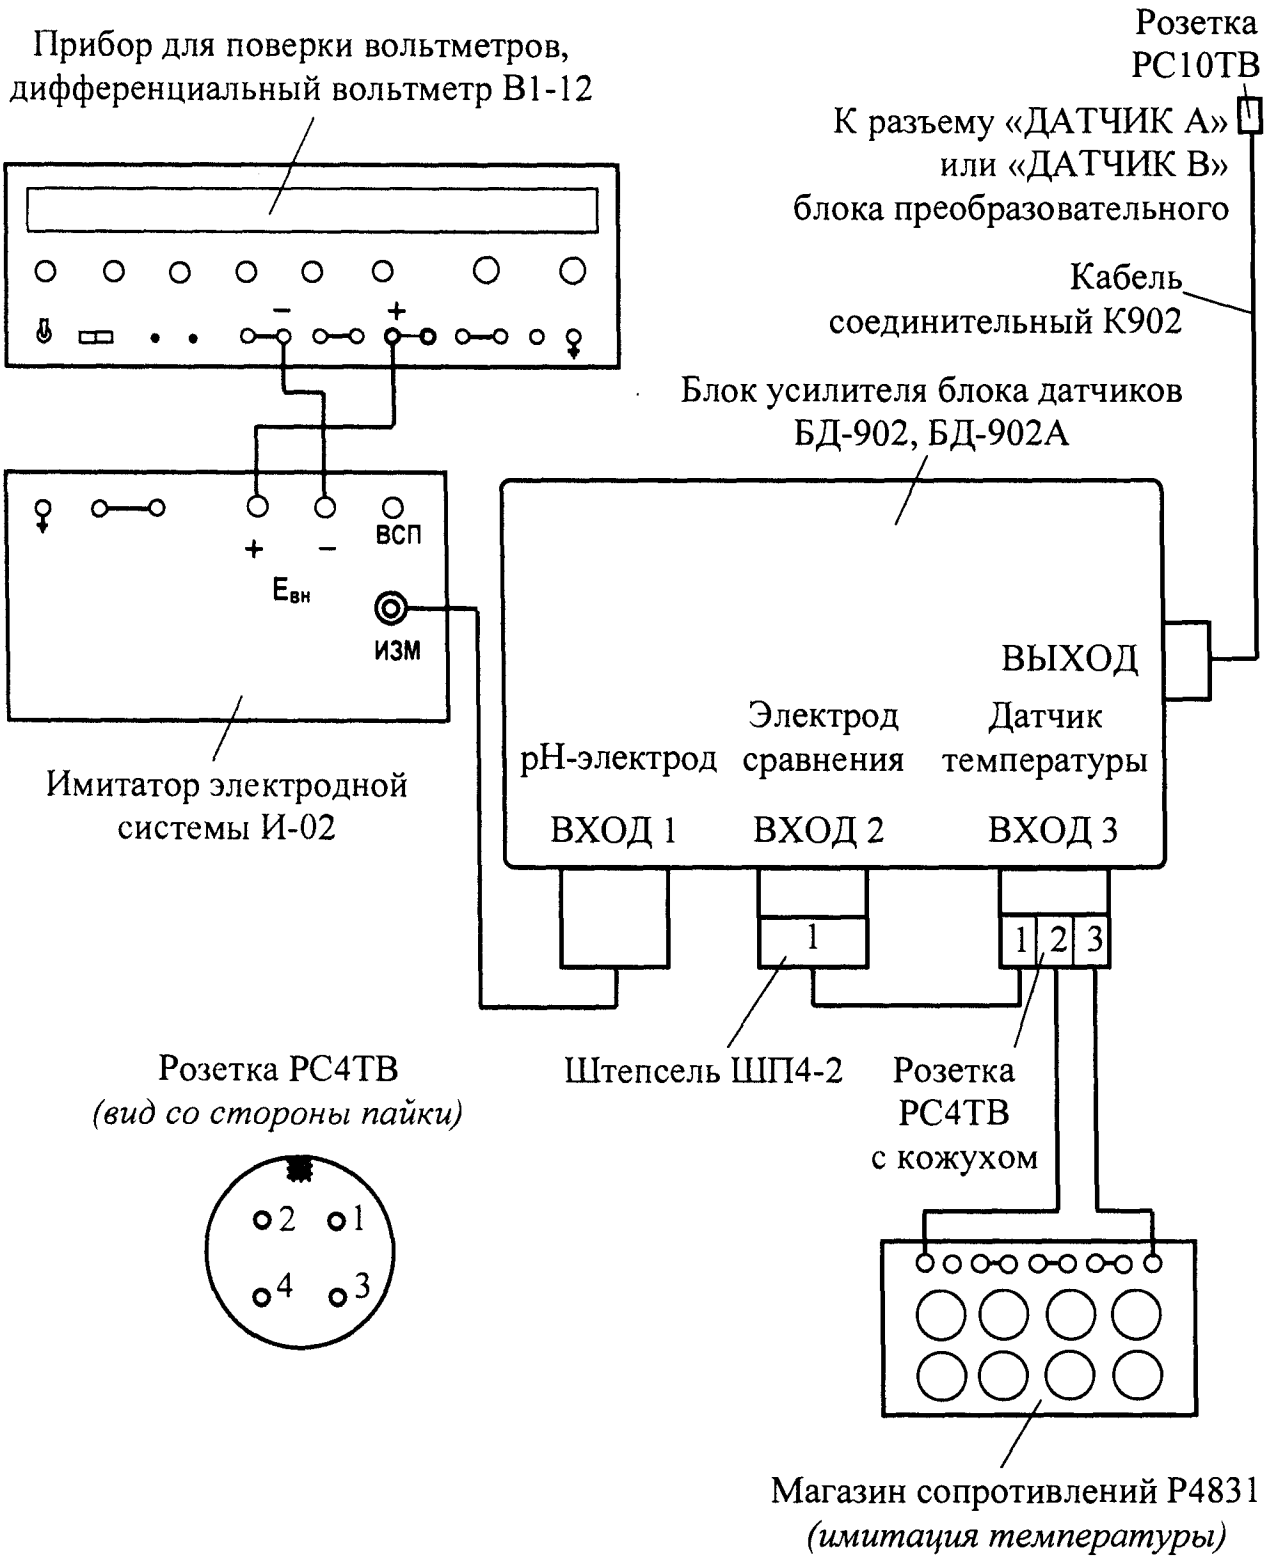 Прибор для поверки вольтметров,
дифференциальный вольтметр В1-12
Розетка
РС10ТВ
К разъему «ДАТЧИК А»
или «ДАТЧИК В»
блока преобразовательного
Кабель
соединительный К902
Блок усилителя блока датчиков
БД-902, БД-902А
− +
+ −
ВСП
Eвн
ИЗМ
Имитатор электродной
системы И-02
ВЫХОД
pH-электрод
Электрод
сравнения
Датчик
температуры
ВХОД 1
ВХОД 2
ВХОД 3
1
1 2 3
Штепсель ШП4-2
Розетка
РС4ТВ
с кожухом
Розетка РС4ТВ
(вид со стороны пайки)
2 1
4 3
Магазин сопротивлений Р4831
(имитация температуры)